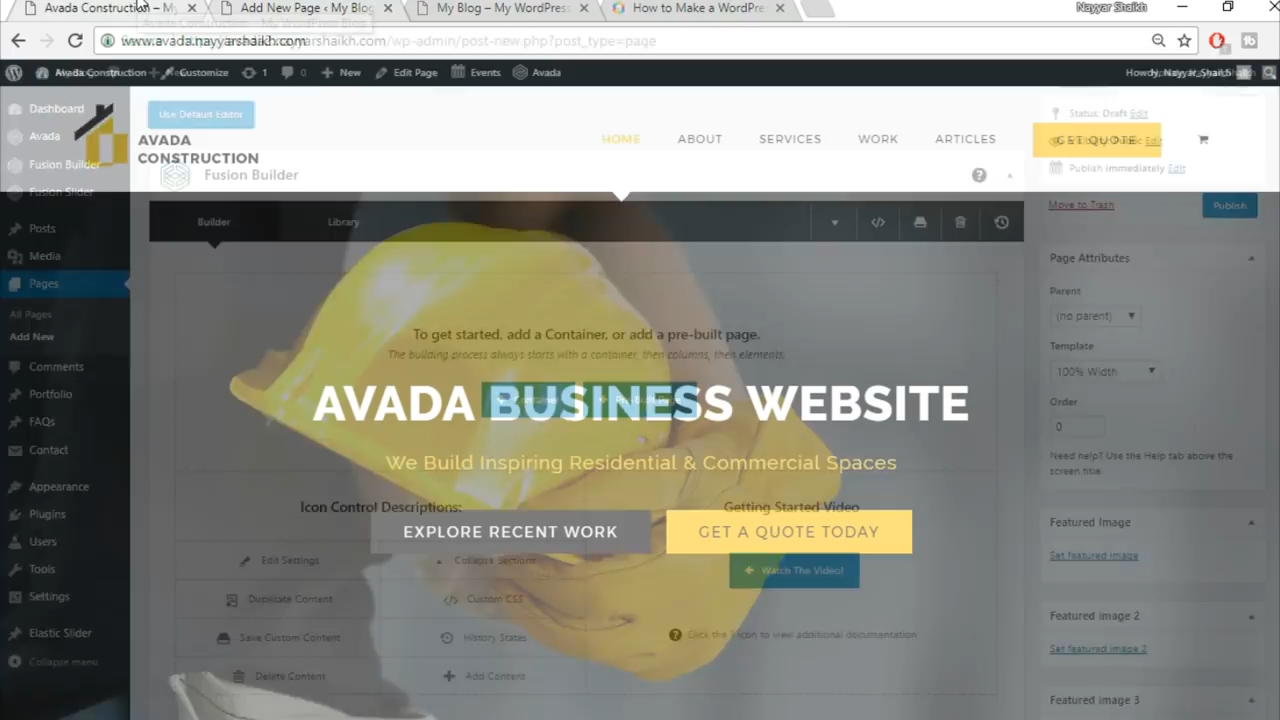 Avada Construction – My
Add New Page ‹ My Blog
My Blog – My WordPress
How to Make a WordPre
Nayyar Shaikh
www.avada.nayyarshaikh.com
/wp-admin/post-new.php?post_type=page
Avada Construction
Customize
1
0
New
Edit Page
Events
Avada
Howdy, Nayyar Shaikh
Dashboard
Avada
Fusion Builder
Fusion Slider
Posts
Media
Pages
All Pages
Add New
Comments
Portfolio
FAQs
Contact
Appearance
Plugins
Users
Tools
Settings
Elastic Slider
Collapse menu
Use Default Editor
AVADA
CONSTRUCTION
HOME
ABOUT
SERVICES
WORK
ARTICLES
GET QUOTE
Fusion Builder
Builder
Library
To get started, add a Container, or add a pre-built page.
The building process always starts with a container, then columns, then elements.
Container
Pre-Built Page
AVADA BUSINESS WEBSITE
We Build Inspiring Residential & Commercial Spaces
Icon Control Descriptions:
Getting Started Video
EXPLORE RECENT WORK
GET A QUOTE TODAY
Edit Settings
Collapse Sections
Watch The Video!
Duplicate Content
Custom CSS
Save Custom Content
History States
Click the ? icon to view additional documentation
Delete Content
Add Content
Status: Draft Edit
Edit
Publish immediately Edit
Move to Trash
Publish
Page Attributes
Parent
(no parent)
Template
100% Width
Order
0
Need help? Use the Help tab above the
screen title.
Featured Image
Set featured image
Featured image 2
Set featured image 2
Featured image 3